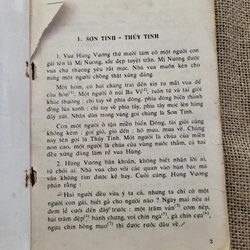 1. SƠN TINH - THỦY TINH
1. Vua Hùng Vương thứ mười tám có một người con
gái tên là Mị Nương, sắc đẹp tuyệt trần. Mị Nương được
vua cha thương yêu rất mực. Nhà vua muốn kén cho
nàng một người chồng thật xứng đáng.
Một hôm, có hai chàng trai đến xin ra mắt vua để
cầu hôn. Một người ở núi Ba Vì, tuấn tú và tài giỏi
khác thường : chỉ tay về phía đông, phía đông biến thành
đồng lúa xanh; chỉ tay về phía tây, phía tây mọc lên hàng
dãy núi. Nhân dân trong vùng gọi chàng là Sơn Tinh.
Còn một người ở tận miền biển Đông, tài giỏi cũng
không kém : gọi gió, gió đến ; hô mưa, mưa về. Chàng
này tên gọi là Thủy Tinh. Một người là chúa của miền
non cao, một người là chúa của vùng nước thẳm, cả hai
đều xứng đáng làm rể vua Hùng.
2. Hùng Vương băn khoăn, không biết nhận lời ai,
từ chối ai. Nhà vua cho mời các quan vào bàn bạc mà
vẫn không tìm được kế hay. Cuối cùng, Hùng Vương
phán rằng :
- Hai người đều vừa ý ta cả, nhưng ta chỉ có một
người con gái, biết gả cho người nào ? Ngày mai nếu ai
đem lễ cưới đến đây trước : một trăm ván cơm nếp,
hai trăm nệp bánh chưng, voi chín ngà, gà chín cựa,
ngựa chín hồng mao thì được rước dâu về.
3